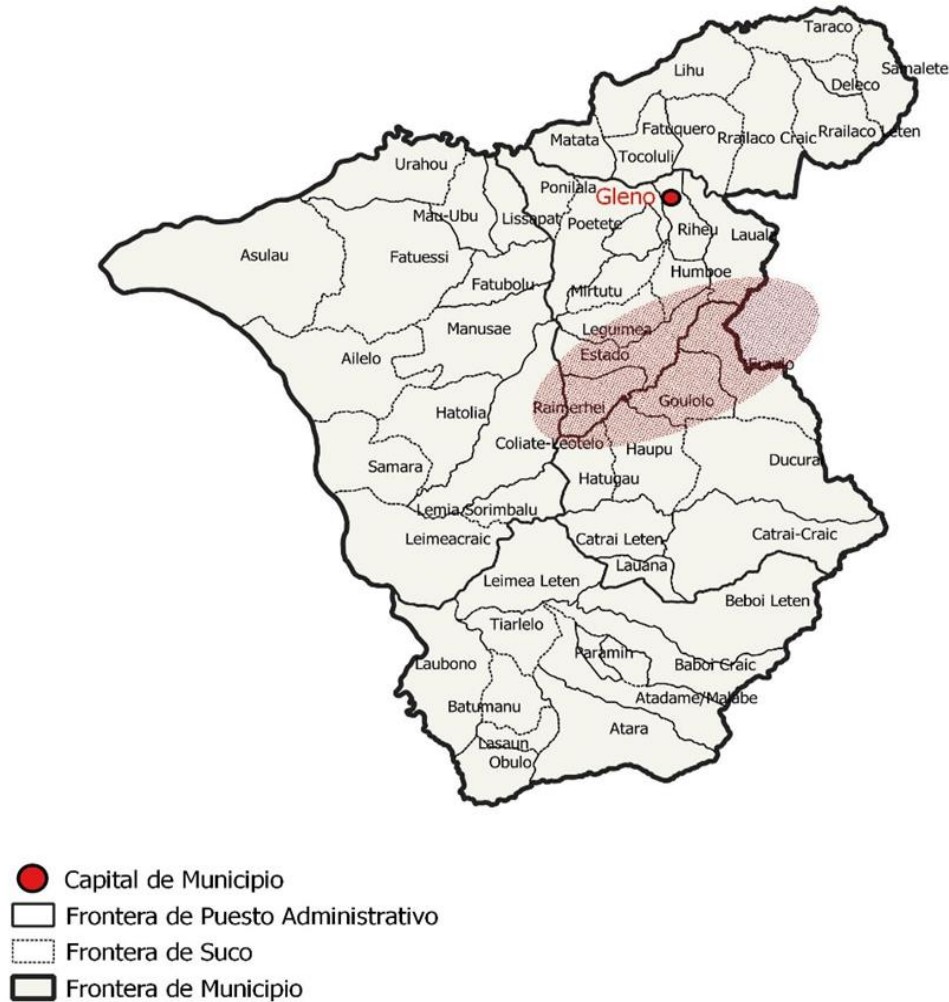 Taraco
Samalete
Lihu
Deleco
Fatuquero
Rrailaco Craic
Rrailaco Leten
Matata
Tocoluli
Urahou
Ponilala
Gleno
Mau-Ubu
Lissapat
Poetete
Riheu
Lauala
Asulau
Fatuessi
Humboe
Fatubolu
Mirtutu
Manusae
Leguimea
Estado
Ailelo
Raimerhei
Goulolo
Hatolia
Coliate-Leotelo
Haupu
Samara
Ducurai
Hatugau
Lemia/Sorimbalu
Leimeacraic
Catrai Leten
Catrai-Craic
Lauana
Leimea Leten
Beboi Leten
Tiarlelo
Paramin
Laubono
Baboi Craic
Atadame/Malabe
Batumanu
Atara
Lasaun
Obulo
Capital de Municipio
Frontera de Puesto Administrativo
Frontera de Suco
Frontera de Municipio